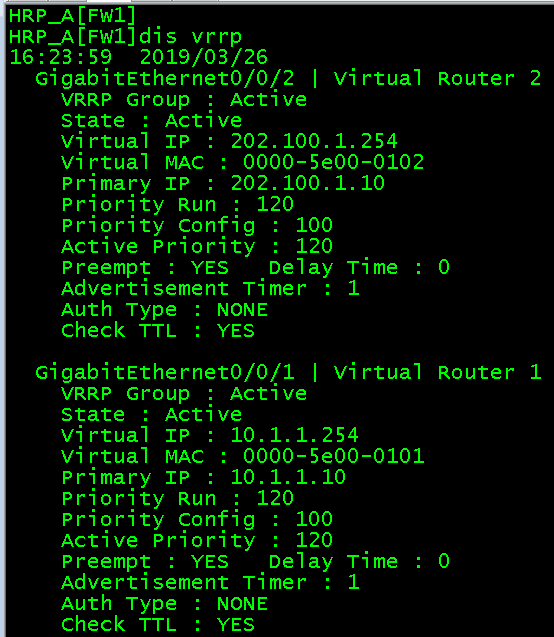 HRP_A[FW1]
HRP_A[FW1]dis vrrp
16:23:59  2019/03/26
  GigabitEthernet0/0/2 | Virtual Router 2
    VRRP Group : Active
    State : Active
    Virtual IP : 202.100.1.254
    Virtual MAC : 0000-5e00-0102
    Primary IP : 202.100.1.10
    Priority Run : 120
    Priority Config : 100
    Active Priority : 120
    Preempt : YES   Delay Time : 0
    Advertisement Timer : 1
    Auth Type : NONE
    Check TTL : YES

  GigabitEthernet0/0/1 | Virtual Router 1
    VRRP Group : Active
    State : Active
    Virtual IP : 10.1.1.254
    Virtual MAC : 0000-5e00-0101
    Primary IP : 10.1.1.10
    Priority Run : 120
    Priority Config : 100
    Active Priority : 120
    Preempt : YES   Delay Time : 0
    Advertisement Timer : 1
    Auth Type : NONE
    Check TTL : YES